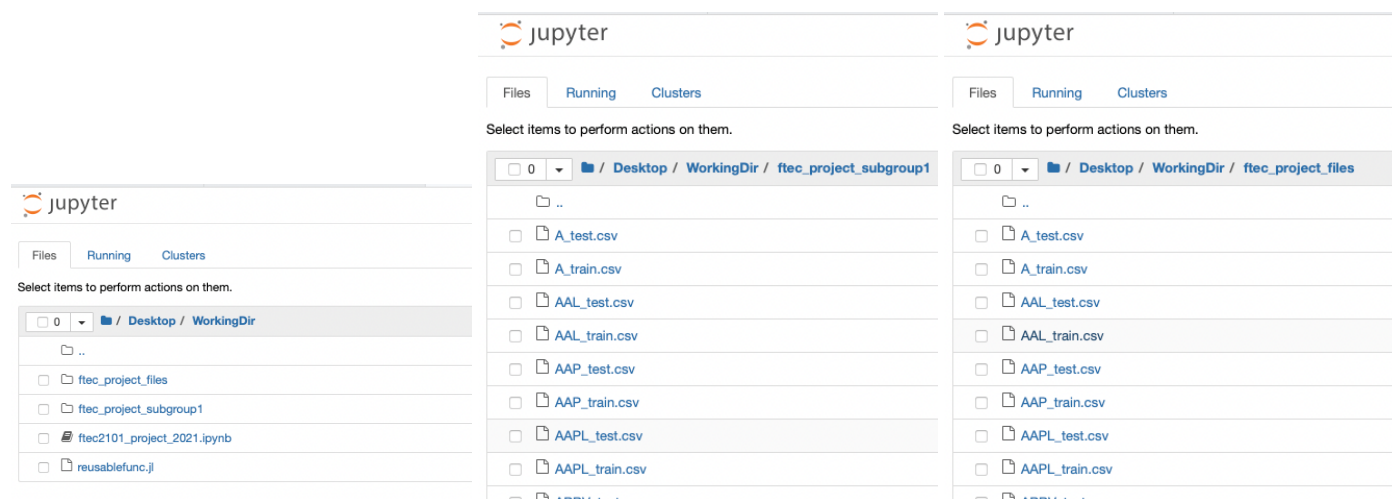 jupyter
Files Running Clusters
Select items to perform actions on them.
0 / Desktop / WorkingDir
..
ftec_project_files
ftec_project_subgroup1
ftec2101_project_2021.ipynb
reusablefunc.jl
jupyter
Files Running Clusters
Select items to perform actions on them.
0 / Desktop / WorkingDir / ftec_project_subgroup1
..
A_test.csv
A_train.csv
AAL_test.csv
AAL_train.csv
AAP_test.csv
AAP_train.csv
AAPL_test.csv
AAPL_train.csv
jupyter
Files Running Clusters
Select items to perform actions on them.
0 / Desktop / WorkingDir / ftec_project_files
..
A_test.csv
A_train.csv
AAL_test.csv
AAL_train.csv
AAP_test.csv
AAP_train.csv
AAPL_test.csv
AAPL_train.csv